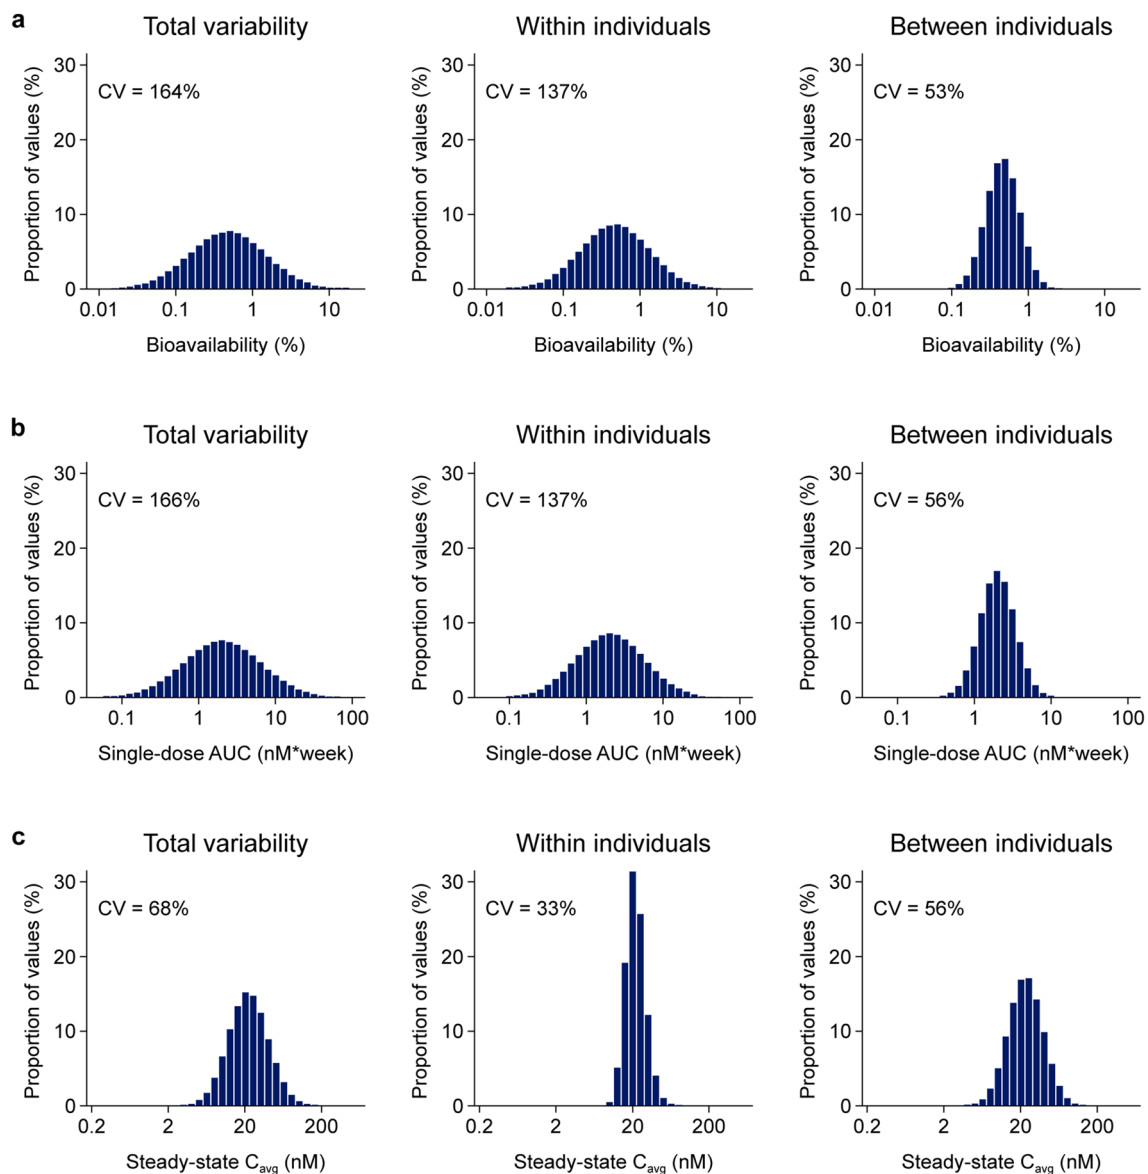 a
Total variability
Within individuals
Between individuals
Proportion of values (%)
30
20
10
0
CV = 164%
0.01
0.1
1
10
Bioavailability (%)
Proportion of values (%)
30
20
10
0
CV = 137%
0.01
0.1
1
10
Bioavailability (%)
Proportion of values (%)
30
20
10
0
CV = 53%
0.01
0.1
1
10
Bioavailability (%)
b
Total variability
Within individuals
Between individuals
Proportion of values (%)
30
20
10
0
CV = 166%
0.1
1
10
100
Single-dose AUC (nM*week)
Proportion of values (%)
30
20
10
0
CV = 137%
0.1
1
10
100
Single-dose AUC (nM*week)
Proportion of values (%)
30
20
10
0
CV = 56%
0.1
1
10
100
Single-dose AUC (nM*week)
c
Total variability
Within individuals
Between individuals
Proportion of values (%)
30
20
10
0
CV = 68%
0.2
2
20
200
Steady-state Cavg (nM)
Proportion of values (%)
30
20
10
0
CV = 33%
0.2
2
20
200
Steady-state Cavg (nM)
Proportion of values (%)
30
20
10
0
CV = 56%
0.2
2
20
200
Steady-state Cavg (nM)